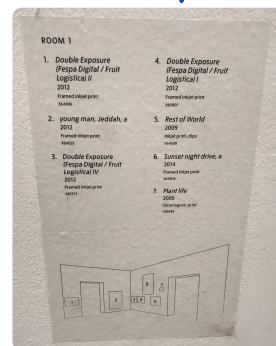 ROOM 1
1. Double Exposure
(Fespa Digital / Fruit
Logistica) II
2012
Framed inkjet print
2. young man, Jeddah, a
2012
Framed inkjet print
3. Double Exposure
(Fespa Digital / Fruit
Logistica) IV
2012
Framed inkjet print
4. Double Exposure
(Fespa Digital / Fruit
Logistica) I
2012
Framed inkjet print
5. Rest of World
2009
Inkjet print, clips
6. Sunset night drive, a
2014
Framed inkjet print
7. Plant life
2005
Chromogenic print